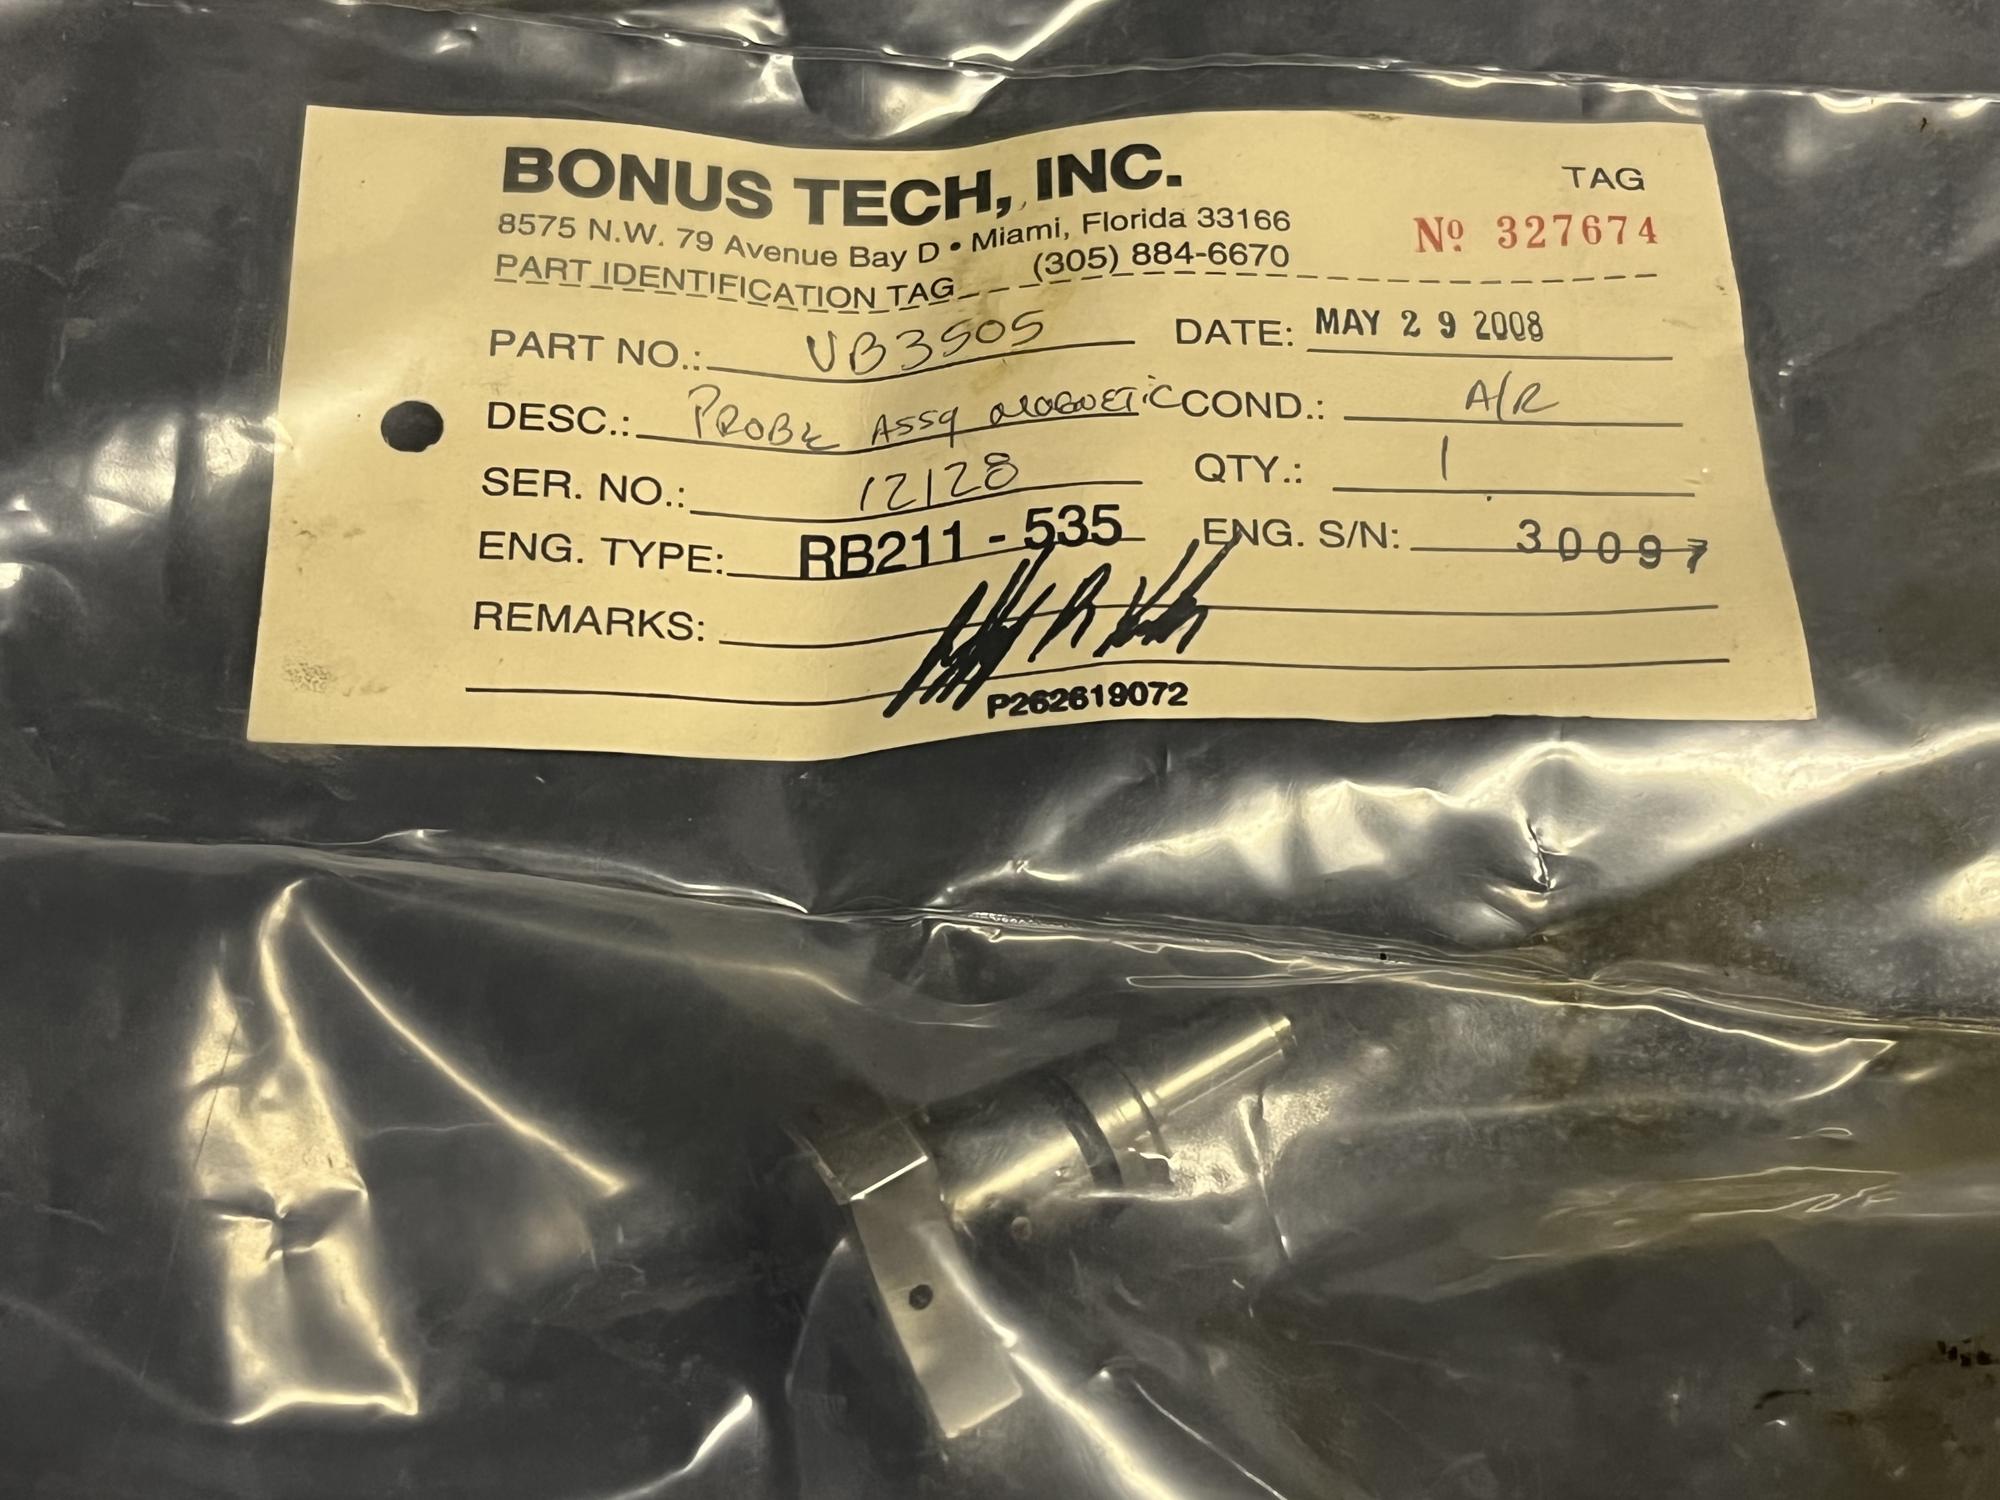 BONUS TECH, INC.
TAG
8575 N.W. 79 Avenue Bay D • Miami, Florida 33166
Nº 327674
PART IDENTIFICATION TAG (305) 884-6670
PART NO.: VB3505 DATE: MAY 29 2008
DESC.: PROBE ASSY MAGNETIC COND.: A/R
SER. NO.: 12128 QTY.: 1
ENG. TYPE: RB211-535 ENG. S/N: 30097
REMARKS:
P262619072